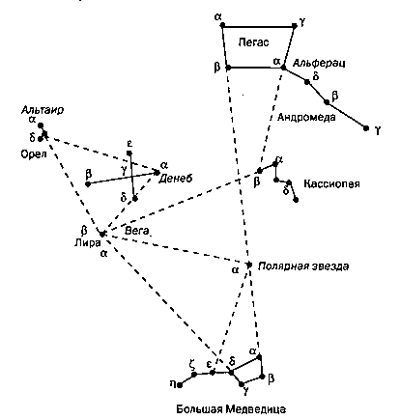 α γ
Пегас
β α Альферац
δ
β
Андромеда
γ
Альтаир
α
δ
Орел
ε
β γ α
Денеб
δ
α
β δ
Кассиопея
β Вега
Лира
α
α Полярная звезда
η ζ ε δ α
γ β
Большая Медведица